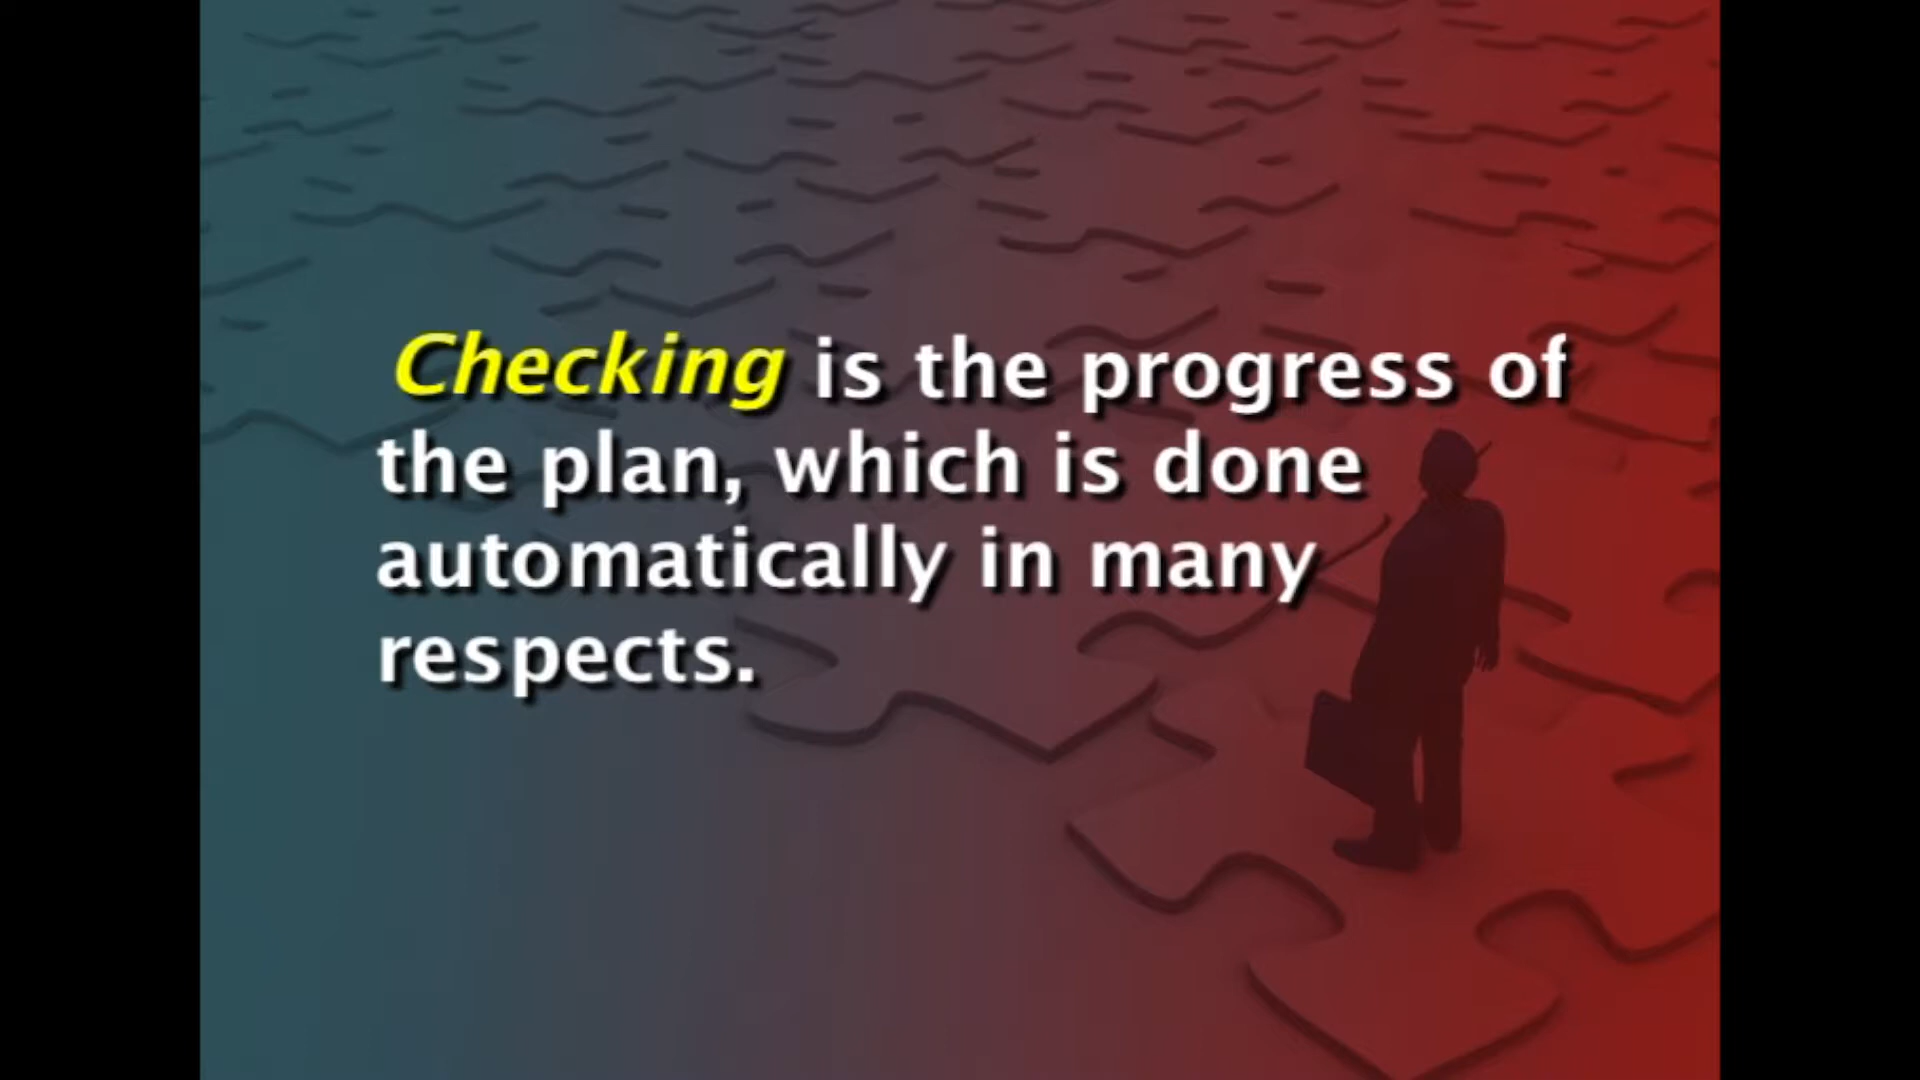 Checking is the progress of
the plan, which is done
automatically in many
respects.